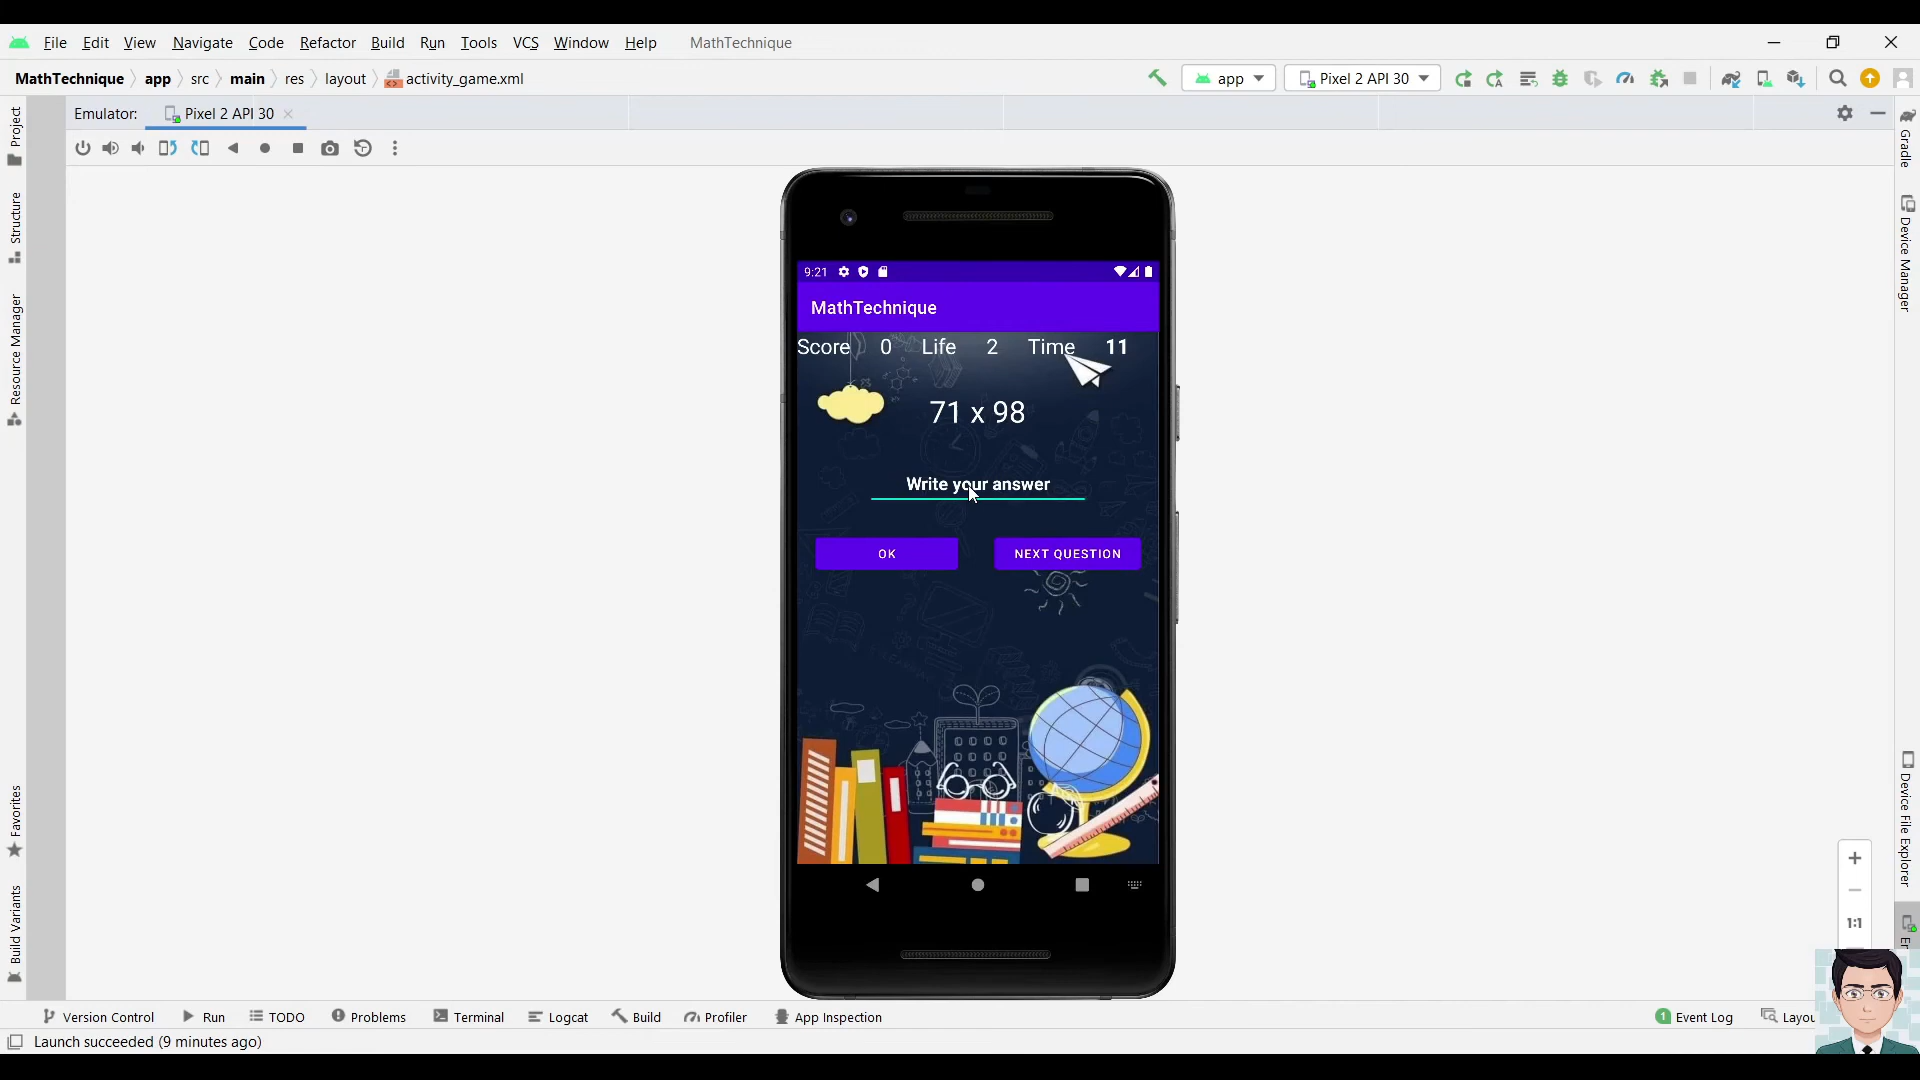 File Edit View Navigate Code Refactor Build Run Tools VCS Window Help MathTechnique
MathTechnique app src main res layout activity_game.xml app Pixel 2 API 30
Emulator: Pixel 2 API 30
Project
Structure
Resource Manager
Favorites
Build Variants
Gradle
Device Manager
Device File Explorer
9:21
MathTechnique
Score 0 Life 2 Time 11
71 x 98
Write your answer
OK NEXT QUESTION
1:1
Version Control Run TODO Problems Terminal Logcat Build Profiler App Inspection 1 Event Log Layou
Launch succeeded (9 minutes ago)